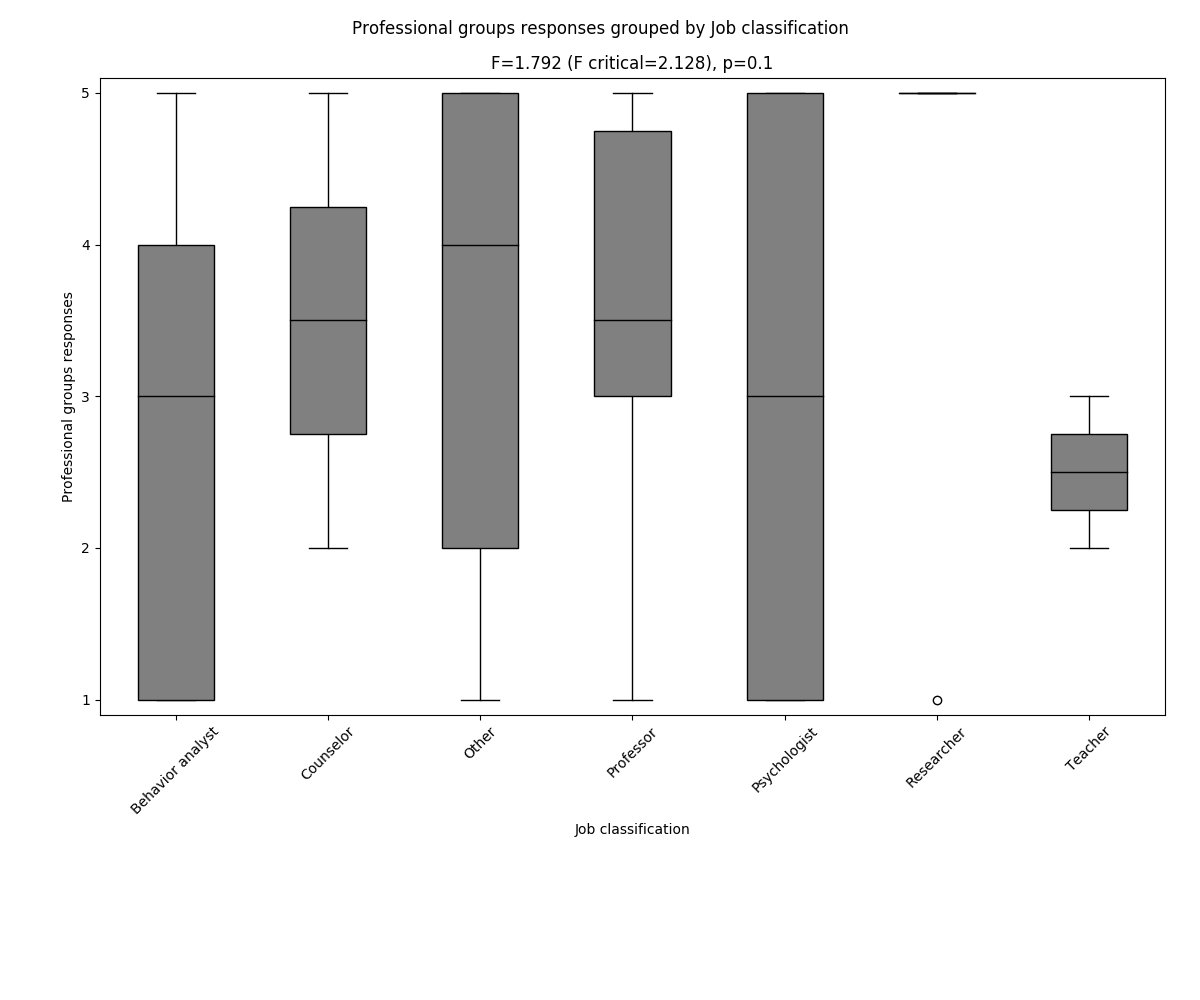 Professional groups responses grouped by Job classification
F=1.792 (F critical=2.128), p=0.1
5
4
3
2
1
Professional groups responses
Behavior analyst
Counselor
Other
Professor
Psychologist
Researcher
Teacher
Job classification